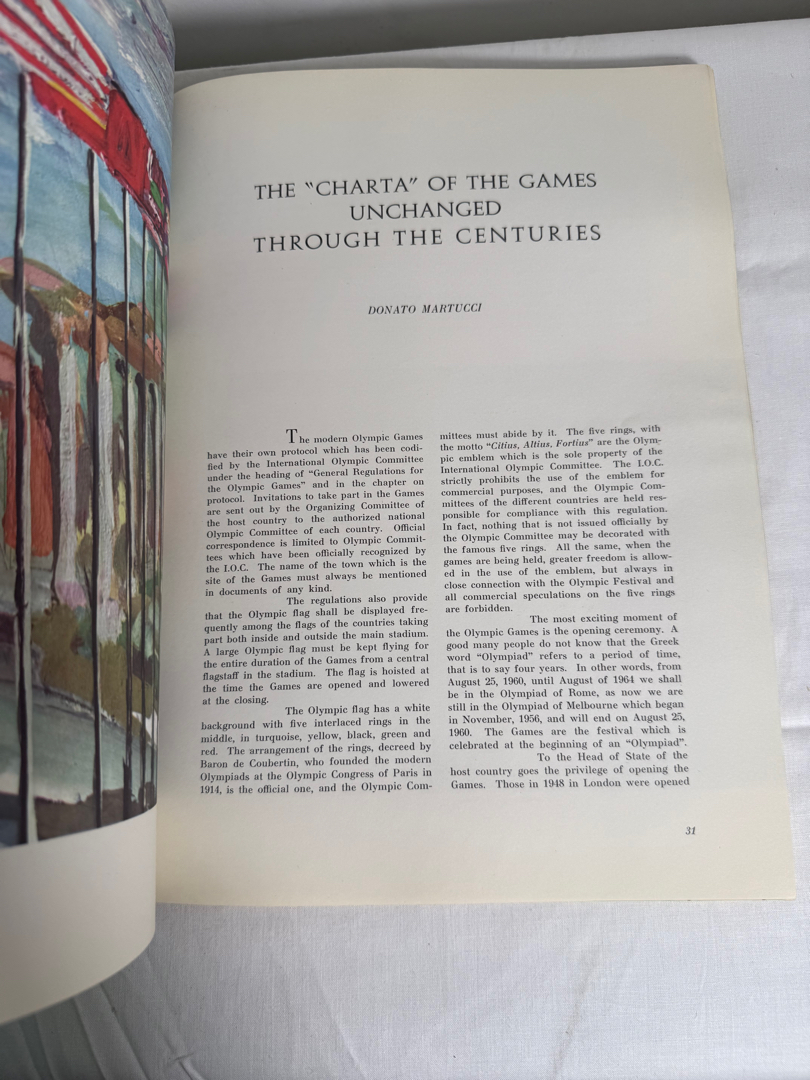 THE "CHARTA" OF THE GAMES
UNCHANGED
THROUGH THE CENTURIES
DONATO MARTUCCI
The modern Olympic Games
have their own protocol which has been codi-
fied by the International Olympic Committee
under the heading of "General Regulations for
the Olympic Games" and in the chapter on
protocol. Invitations to take part in the Games
are sent out by the Organizing Committee of
the host country to the authorized national
Olympic Committee of each country. Official
correspondence is limited to Olympic Commit-
tees which have been officially recognized by
the I.O.C. The name of the town which is the
site of the Games must always be mentioned
in documents of any kind.
The regulations also provide
that the Olympic flag shall be displayed fre-
quently among the flags of the countries taking
part both inside and outside the main stadium.
A large Olympic flag must be kept flying for
the entire duration of the Games from a central
flagstaff in the stadium. The flag is hoisted at
the time the Games are opened and lowered
at the closing.
The Olympic flag has a white
background with five interlaced rings in the
middle, in turquoise, yellow, black, green and
red. The arrangement of the rings, decreed by
Baron de Coubertin, who founded the modern
Olympiads at the Olympic Congress of Paris in
1914, is the official one, and the Olympic Com-
mittees must abide by it. The five rings, with
the motto "Citius, Altius, Fortius" are the Olym-
pic emblem which is the sole property of the
International Olympic Committee. The I.O.C.
strictly prohibits the use of the emblem for
commercial purposes, and the Olympic Com-
mittees of the different countries are held res-
ponsible for compliance with this regulation.
In fact, nothing that is not issued officially by
the Olympic Committee may be decorated with
the famous five rings. All the same, when the
games are being held, greater freedom is allow-
ed in the use of the emblem, but always in
close connection with the Olympic Festival and
all commercial speculations on the five rings
are forbidden.
The most exciting moment of
the Olympic Games is the opening ceremony. A
good many people do not know that the Greek
word "Olympiad" refers to a period of time,
that is to say four years. In other words, from
August 25, 1960, until August of 1964 we shall
be in the Olympiad of Rome, as now we are
still in the Olympiad of Melbourne which began
in November, 1956, and will end on August 25,
1960. The Games are the festival which is
celebrated at the beginning of an "Olympiad".
To the Head of State of the
host country goes the privilege of opening the
Games. Those in 1948 in London were opened
31